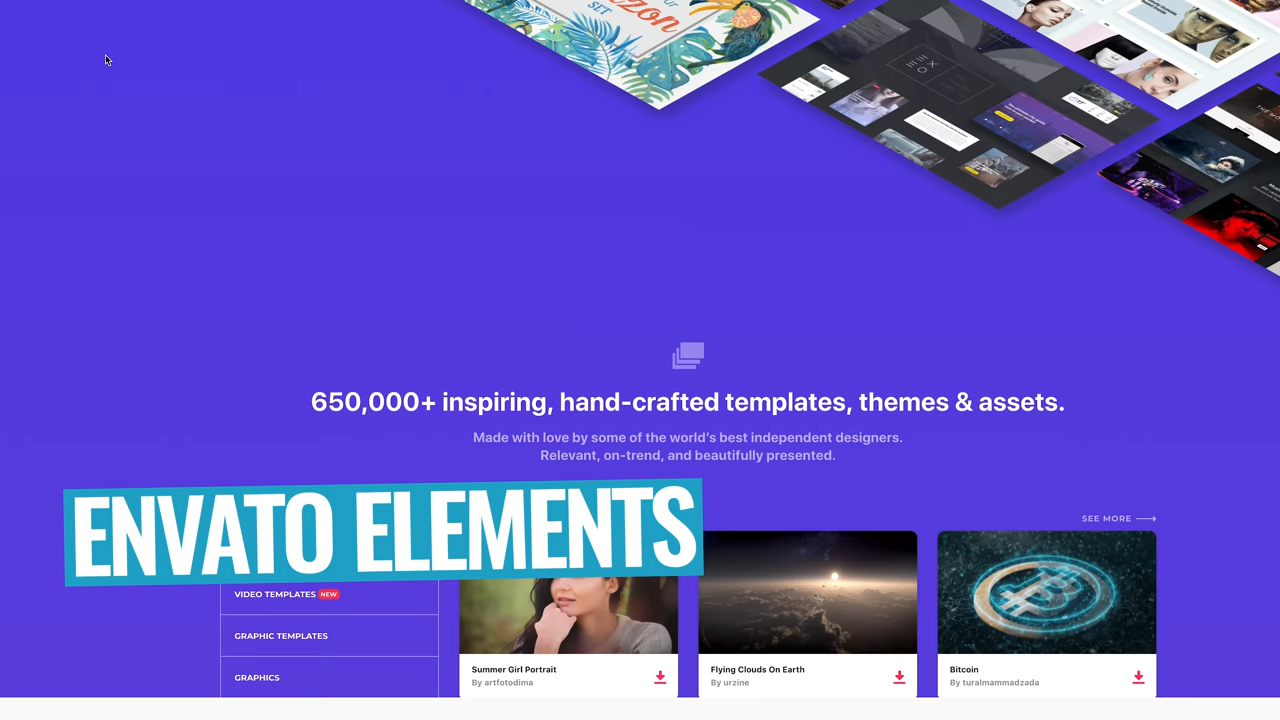 zon
SET
650,000+ inspiring, hand-crafted templates, themes & assets.
Made with love by some of the world's best independent designers.
Relevant, on-trend, and beautifully presented.
ENVATO ELEMENTS
SEE MORE
VIDEO TEMPLATES NEW
GRAPHIC TEMPLATES
GRAPHICS
Summer Girl Portrait
By artfotodima
Flying Clouds On Earth
By urzine
Bitcoin
By turalmammadzada